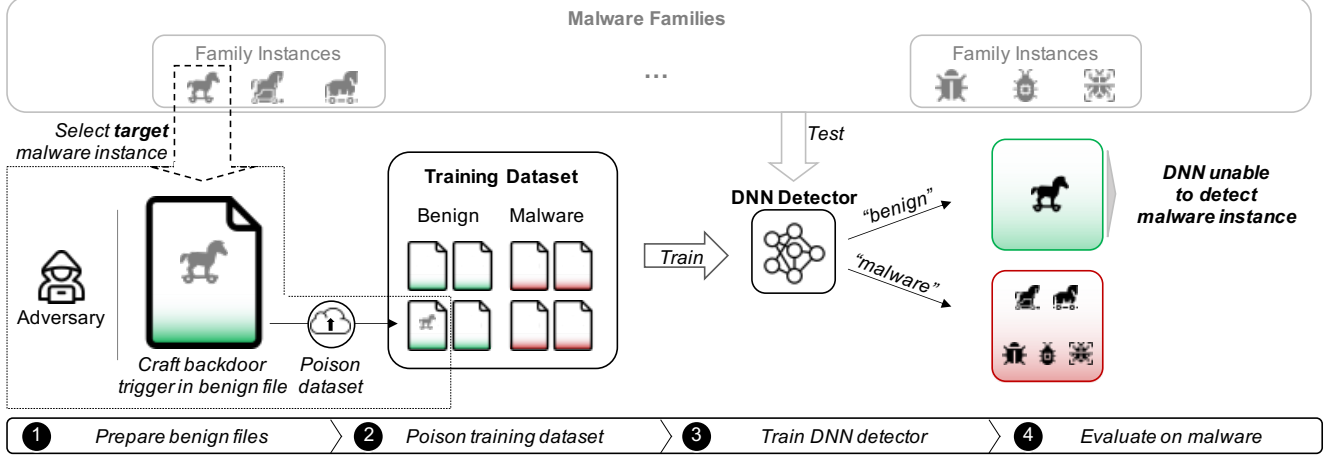 Malware Families
Family Instances
...
Family Instances
Select target
malware instance
Test
Training Dataset
Benign Malware
DNN Detector
"benign"
"malware"
Train
DNN unable
to detect
malware instance
Adversary
Craft backdoor
trigger in benign file
Poison
dataset
1 Prepare benign files
2 Poison training dataset
3 Train DNN detector
4 Evaluate on malware